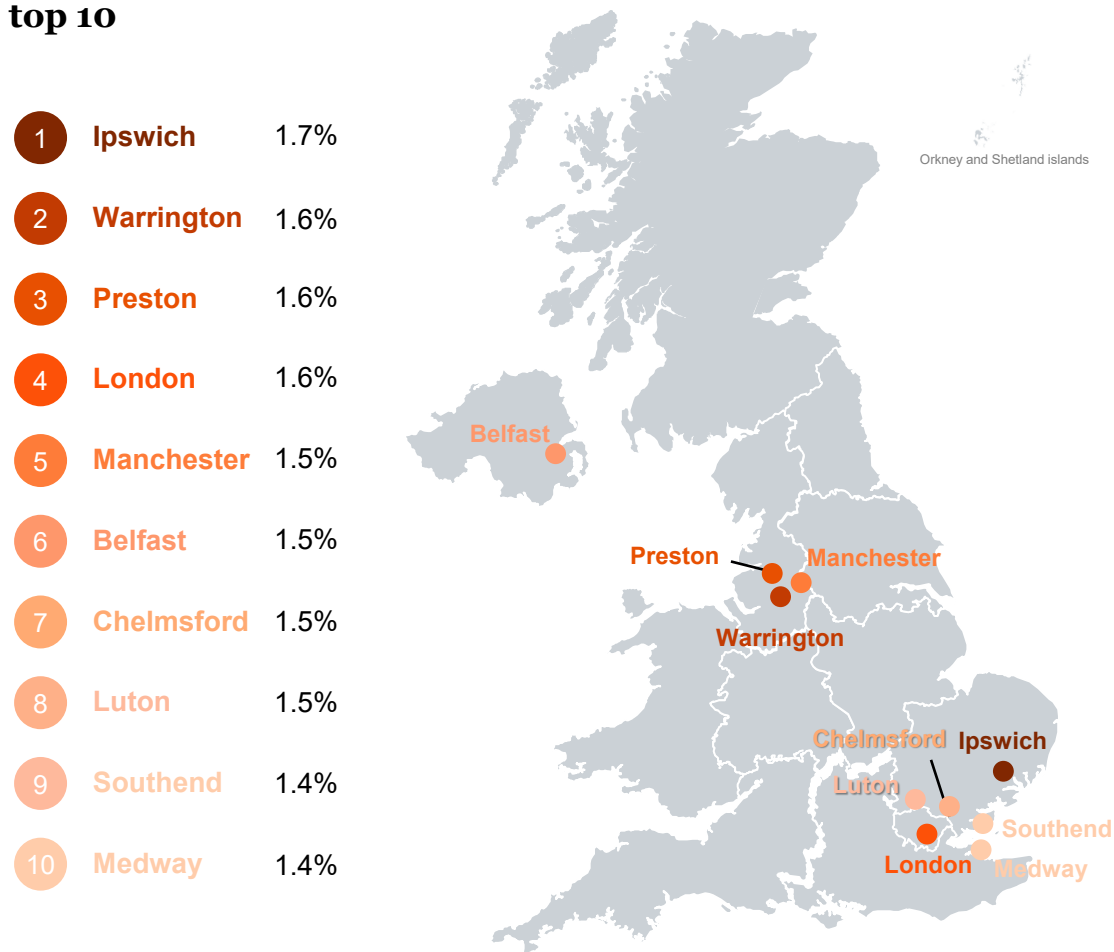 top 10
1 Ipswich 1.7%
2 Warrington 1.6%
3 Preston 1.6%
4 London 1.6%
5 Manchester 1.5%
6 Belfast 1.5%
7 Chelmsford 1.5%
8 Luton 1.5%
9 Southend 1.4%
10 Medway 1.4%
Orkney and Shetland islands
Belfast
Preston
Manchester
Warrington
Chelmsford
Ipswich
Luton
Southend
London
Medway